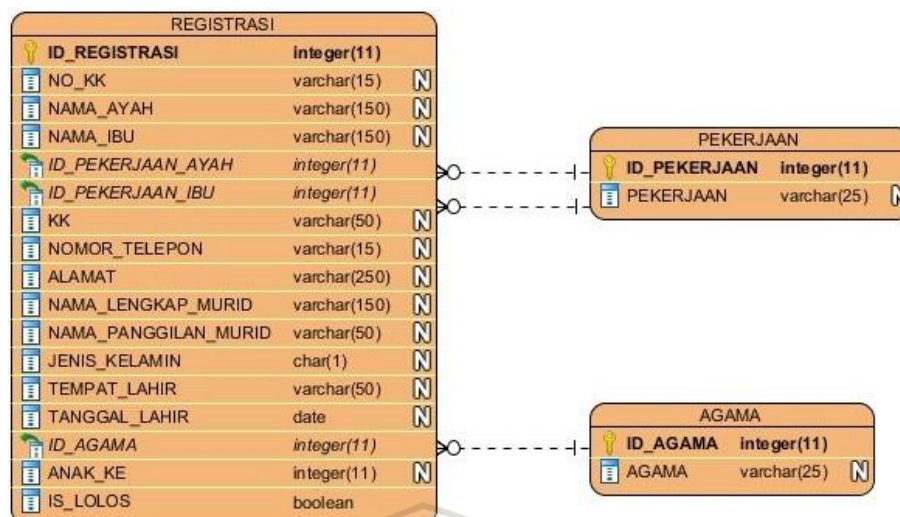 REGISTRASI
ID_REGISTRASI integer(11)
NO_KK varchar(15) N
NAMA_AYAH varchar(150) N
NAMA_IBU varchar(150) N
ID_PEKERJAAN_AYAH integer(11)
ID_PEKERJAAN_IBU integer(11)
KK varchar(50) N
NOMOR_TELEPON varchar(15) N
ALAMAT varchar(250) N
NAMA_LENGKAP_MURID varchar(150) N
NAMA_PANGGILAN_MURID varchar(50) N
JENIS_KELAMIN char(1) N
TEMPAT_LAHIR varchar(50) N
TANGGAL_LAHIR date N
ID_AGAMA integer(11)
ANAK_KE integer(11) N
IS_LOLOS boolean
PEKERJAAN
ID_PEKERJAAN integer(11)
PEKERJAAN varchar(25) N
AGAMA
ID_AGAMA integer(11)
AGAMA varchar(25) N